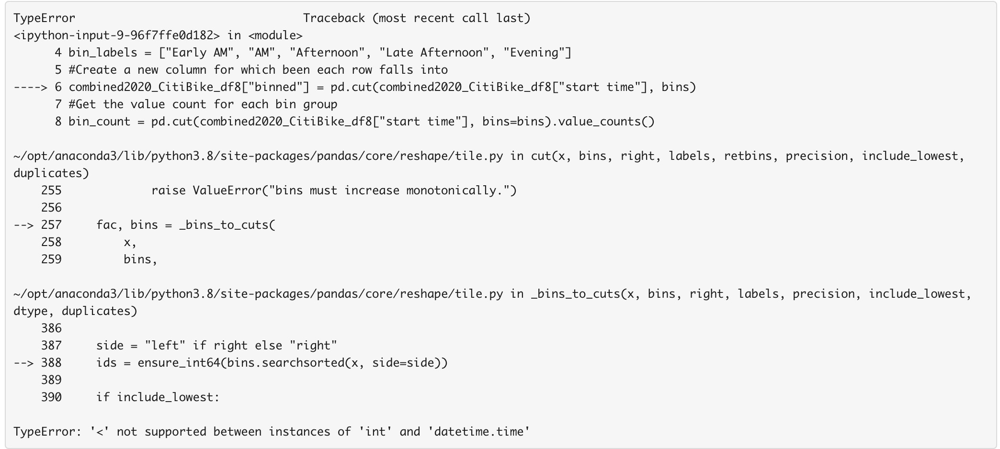 TypeError                                 Traceback (most recent call last)
<ipython-input-9-96f7ffe0d182> in <module>
      4 bin_labels = ["Early AM", "AM", "Afternoon", "Late Afternoon", "Evening"]
      5 #Create a new column for which been each row falls into
----> 6 combined2020_CitiBike_df8["binned"] = pd.cut(combined2020_CitiBike_df8["start time"], bins)
      7 #Get the value count for each bin group
      8 bin_count = pd.cut(combined2020_CitiBike_df8["start time"], bins=bins).value_counts()

~/opt/anaconda3/lib/python3.8/site-packages/pandas/core/reshape/tile.py in cut(x, bins, right, labels, retbins, precision, include_lowest,
duplicates)
    255             raise ValueError("bins must increase monotonically.")
    256
--> 257     fac, bins = _bins_to_cuts(
    258         x,
    259         bins,

~/opt/anaconda3/lib/python3.8/site-packages/pandas/core/reshape/tile.py in _bins_to_cuts(x, bins, right, labels, precision, include_lowest,
dtype, duplicates)
    386
    387     side = "left" if right else "right"
--> 388     ids = ensure_int64(bins.searchsorted(x, side=side))
    389
    390     if include_lowest:

TypeError: '<' not supported between instances of 'int' and 'datetime.time'